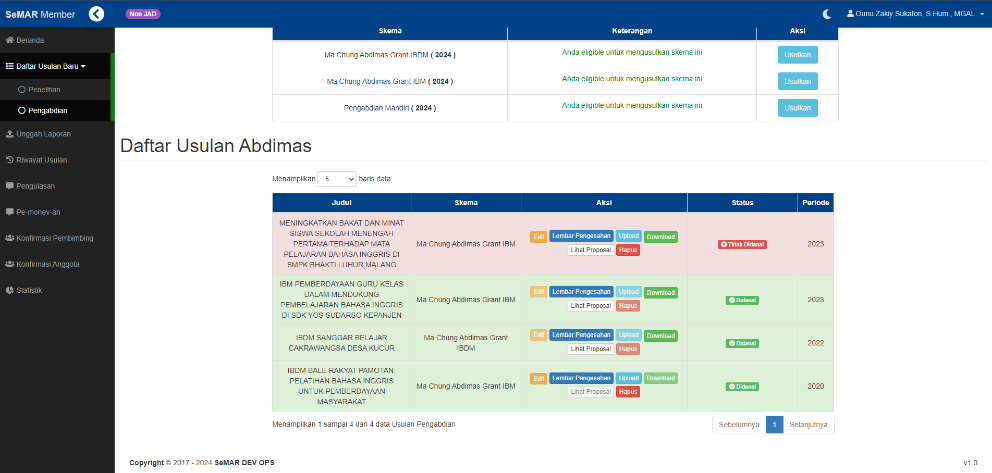 SeMAR Member
Non JAD
Ounu Zakiy Sukaton, S.Hum., MGAL.
Beranda
Daftar Usulan Baru
Penelitian
Pengabdian
Unggah Laporan
Riwayat Usulan
Pengulasan
Pe-monev-an
Konfirmasi Pembimbing
Konfirmasi Anggota
Statistik
Skema Keterangan Aksi
Ma Chung Abdimas Grant IBDM ( 2024 ) Anda eligible untuk mengusulkan skema ini Usulkan
Ma Chung Abdimas Grant IBM ( 2024 ) Anda eligible untuk mengusulkan skema ini Usulkan
Pengabdian Mandiri ( 2024 ) Anda eligible untuk mengusulkan skema ini Usulkan
Daftar Usulan Abdimas
Menampilkan 5 baris data
Judul Skema Aksi Status Periode
MENINGKATKAN BAKAT DAN MINAT
SISWA SEKOLAH MENENGAH
PERTAMA TERHADAP MATA
PELAJARAN BAHASA INGGRIS DI
SMPK BHAKTI LUHUR MALANG
Ma Chung Abdimas Grant IBM
Edit Lembar Pengesahan Upload Download
Lihat Proposal Hapus
Tidak Didanai
2023
IBM PEMBERDAYAAN GURU KELAS
DALAM MENDUKUNG
PEMBELAJARAN BAHASA INGGRIS
DI SDK YOS SUDARSO KEPANJEN
Ma Chung Abdimas Grant IBM
Edit Lembar Pengesahan Upload Download
Lihat Proposal Hapus
Didanai
2023
IBDM SANGGAR BELAJAR
CAKRAWANGSA DESA KUCUR
Ma Chung Abdimas Grant
IBDM
Edit Lembar Pengesahan Upload Download
Lihat Proposal Hapus
Didanai
2022
IBDM BALE RAKYAT PAMOTAN:
PELATIHAN BAHASA INGGRIS
UNTUK PEMBERDAYAAN
MASYARAKAT
Ma Chung Abdimas Grant IBM
Edit Lembar Pengesahan Upload Download
Lihat Proposal Hapus
Didanai
2020
Menampilkan 1 sampai 4 dari 4 data Usulan Pengabdian
Sebelumnya 1 Selanjutnya
Copyright © 2017 - 2024 SeMAR DEV OPS
v1.0